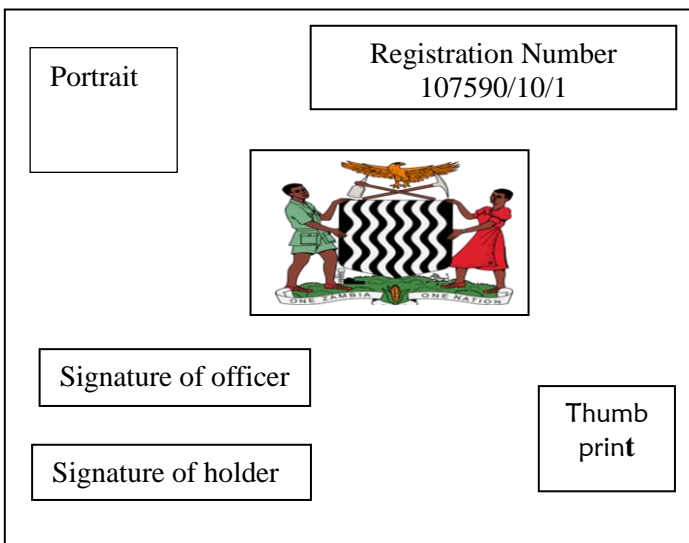 Portrait
Registration Number
107590/10/1
ONE ZAMBIA ONE NATION
Signature of officer
Signature of holder
Thumb
print